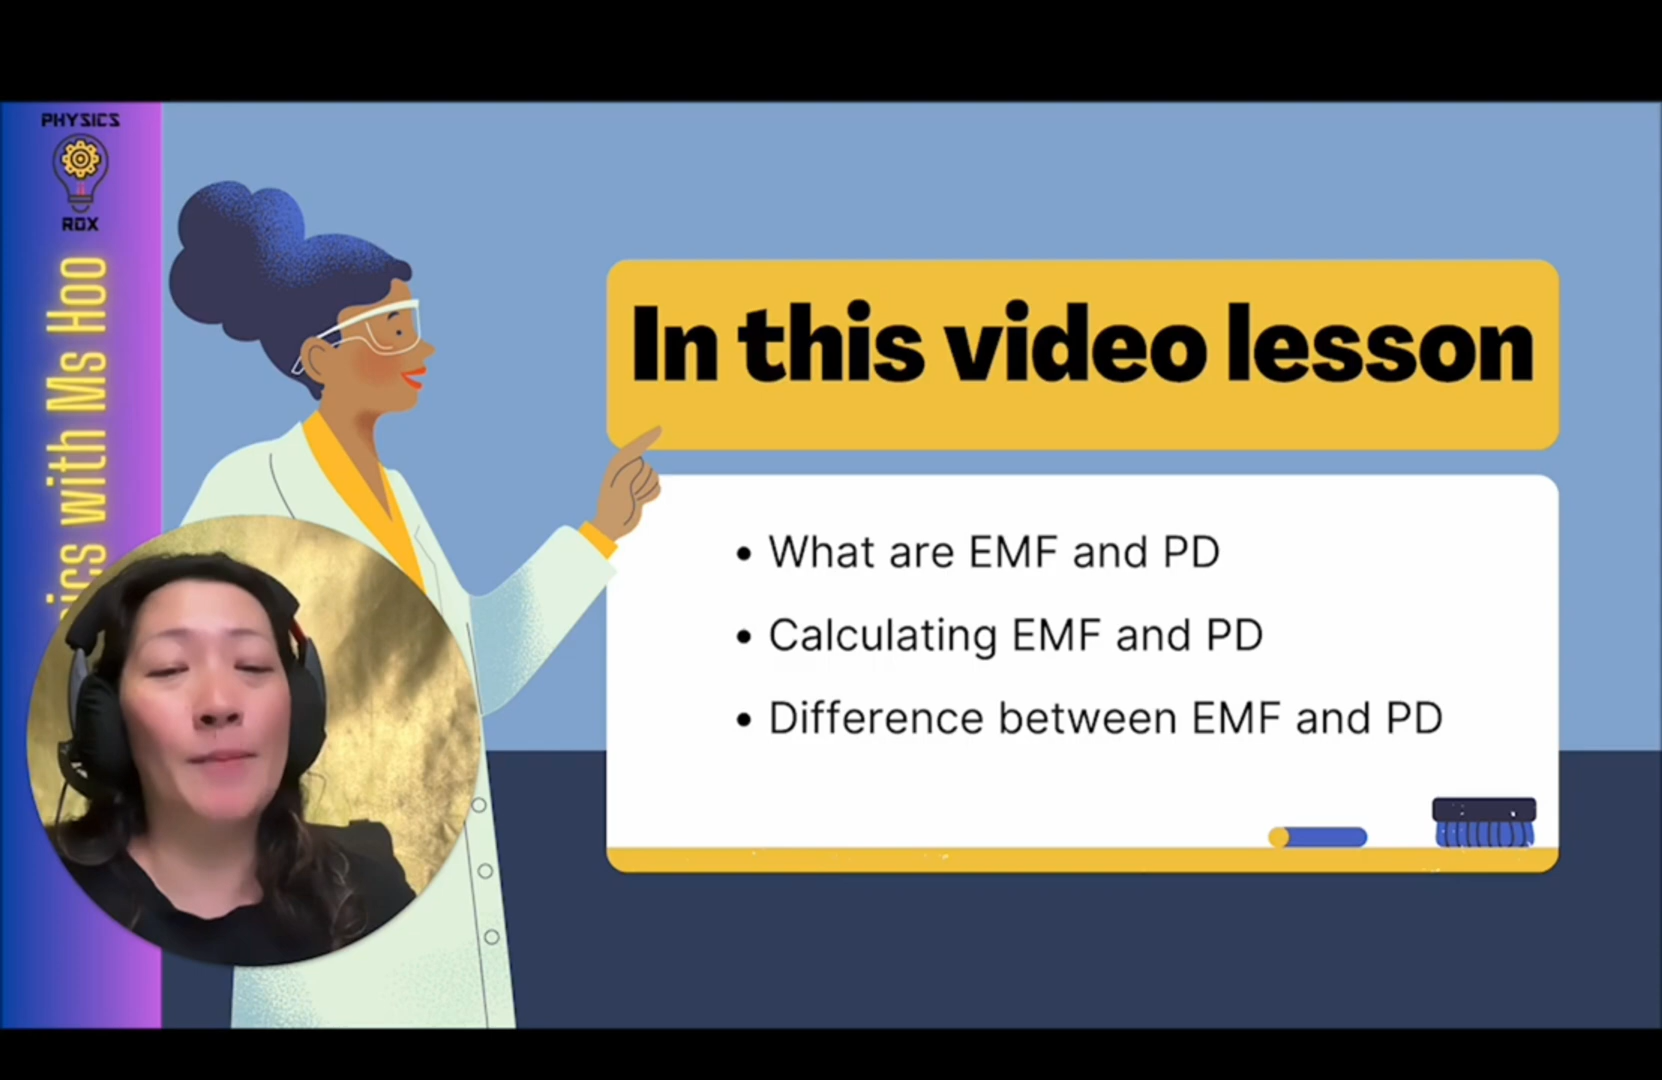 PHYSICS
ROX
ics with Ms Hoo
In this video lesson
• What are EMF and PD
• Calculating EMF and PD
• Difference between EMF and PD